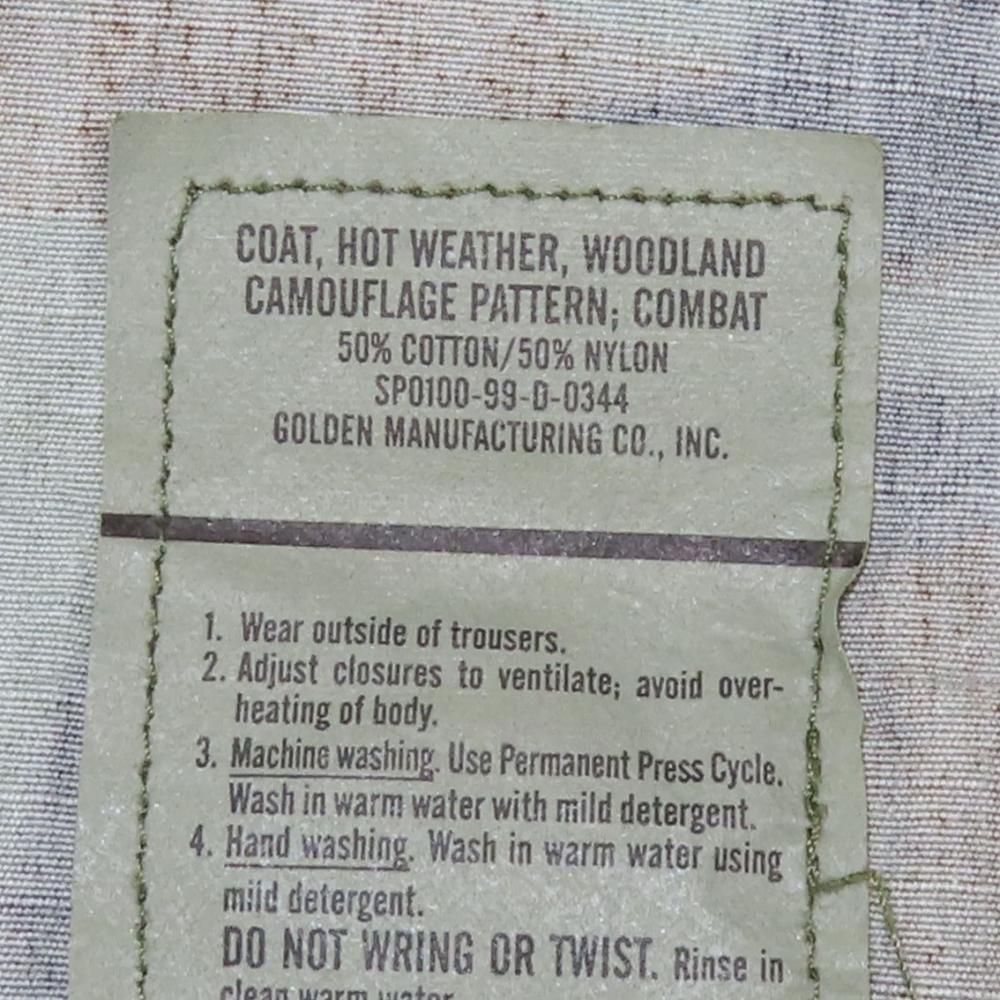 COAT, HOT WEATHER, WOODLAND
CAMOUFLAGE PATTERN; COMBAT
50% COTTON/50% NYLON
SP0100-99-D-0344
GOLDEN MANUFACTURING CO., INC.
1. Wear outside of trousers.
2. Adjust closures to ventilate; avoid over-
heating of body.
3. Machine washing. Use Permanent Press Cycle.
Wash in warm water with mild detergent.
4. Hand washing. Wash in warm water using
mild detergent.
DO NOT WRING OR TWIST. Rinse in
clean warm water.